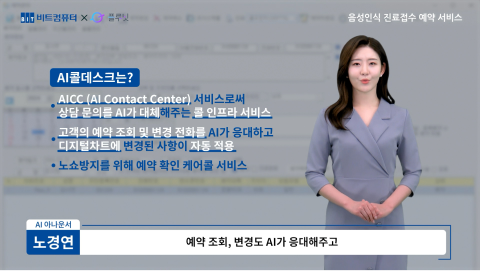 BIT 비트컴퓨터 × 플루닛
음성인식 진료접수 예약 서비스
AI콜데스크는?
• AICC (AI Contact Center) 서비스로써
상담 문의를 AI가 대체해주는 콜 인프라 서비스
• 고객의 예약 조회 및 변경 전화를 AI가 응대하고
디지털차트에 변경된 사항이 자동 적용
• 노쇼방지를 위해 예약 확인 케어콜 서비스
AI 아나운서
노경연
예약 조회, 변경도 AI가 응대해주고